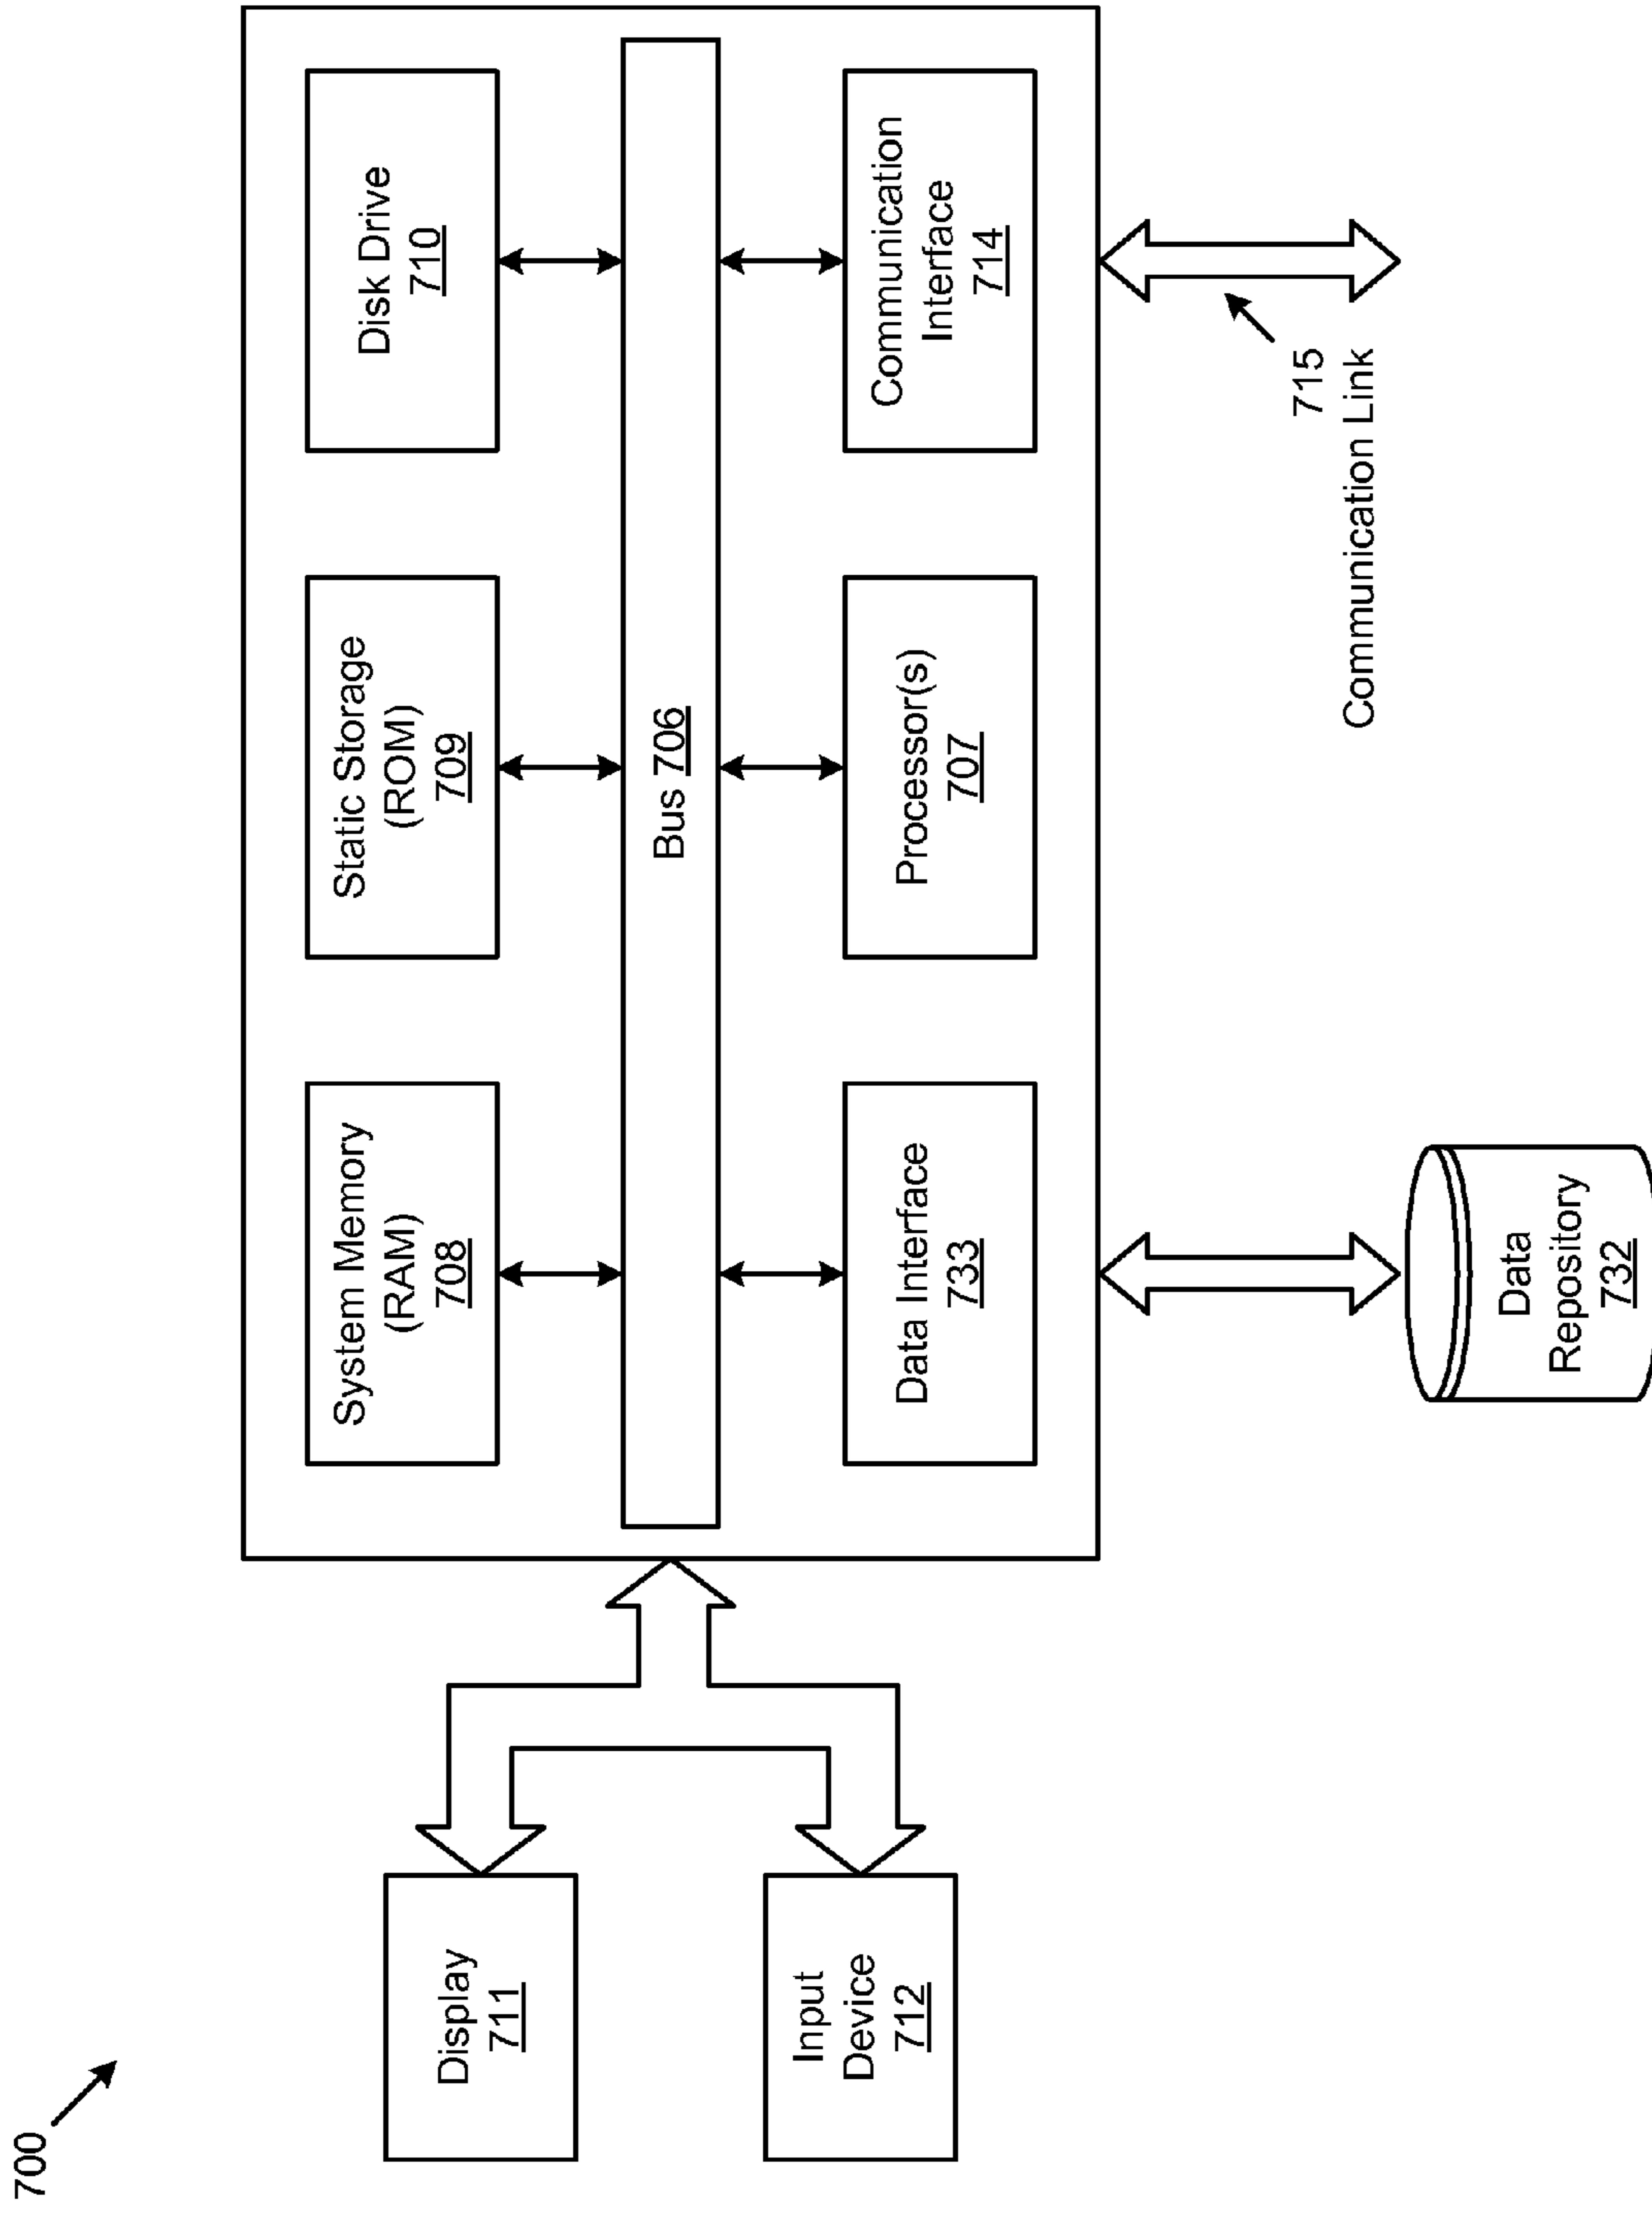 700
Display
711
Input
Device
712
System Memory
(RAM)
708
Static Storage
(ROM)
709
Disk Drive
710
Bus 706
Data Interface
733
Processor(s)
707
Communication
Interface
714
715
Communication Link
Data
Repository
732